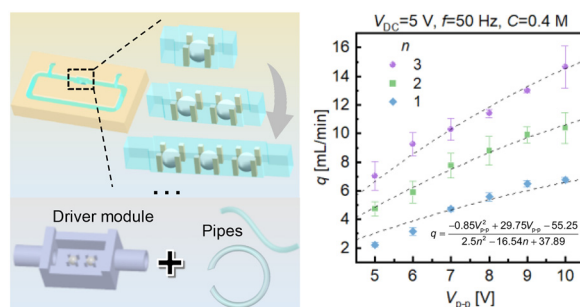 ...
Driver module
Pipes
V_DC=5 V, f=50 Hz, C=0.4 M
n
3
2
1
q [mL/min]
16
14
12
10
8
6
4
2
q = (-0.85V²_p-p + 29.75V_p-p - 55.25) / (2.5n² - 16.54n + 37.89)
5 6 7 8 9 10
V_p-p [V]